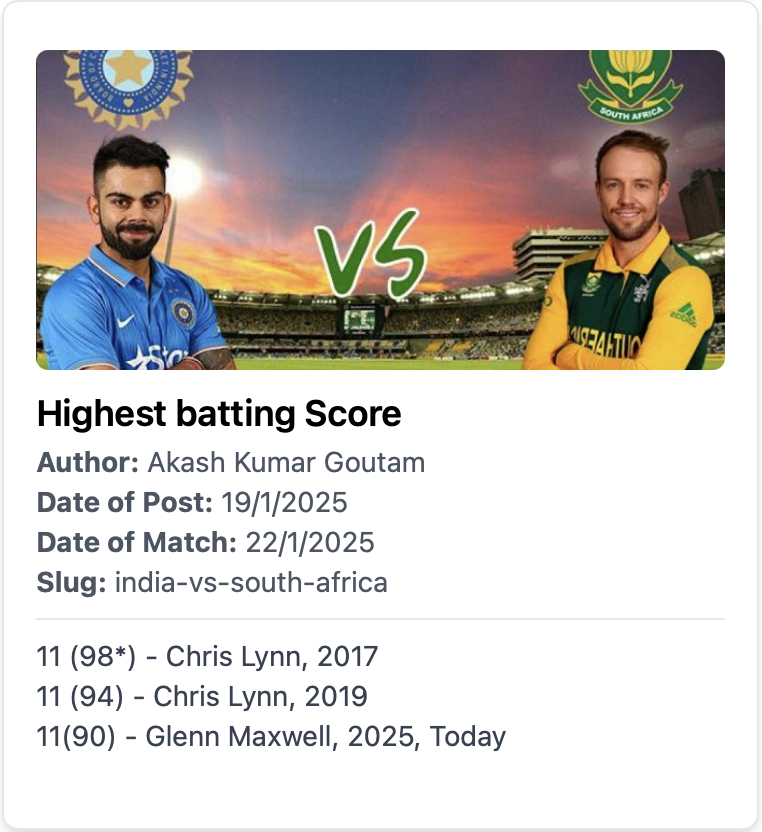 SOUTH AFRICA
VS
Highest batting Score
Author: Akash Kumar Goutam
Date of Post: 19/1/2025
Date of Match: 22/1/2025
Slug: india-vs-south-africa
11 (98*) - Chris Lynn, 2017
11 (94) - Chris Lynn, 2019
11(90) - Glenn Maxwell, 2025, Today